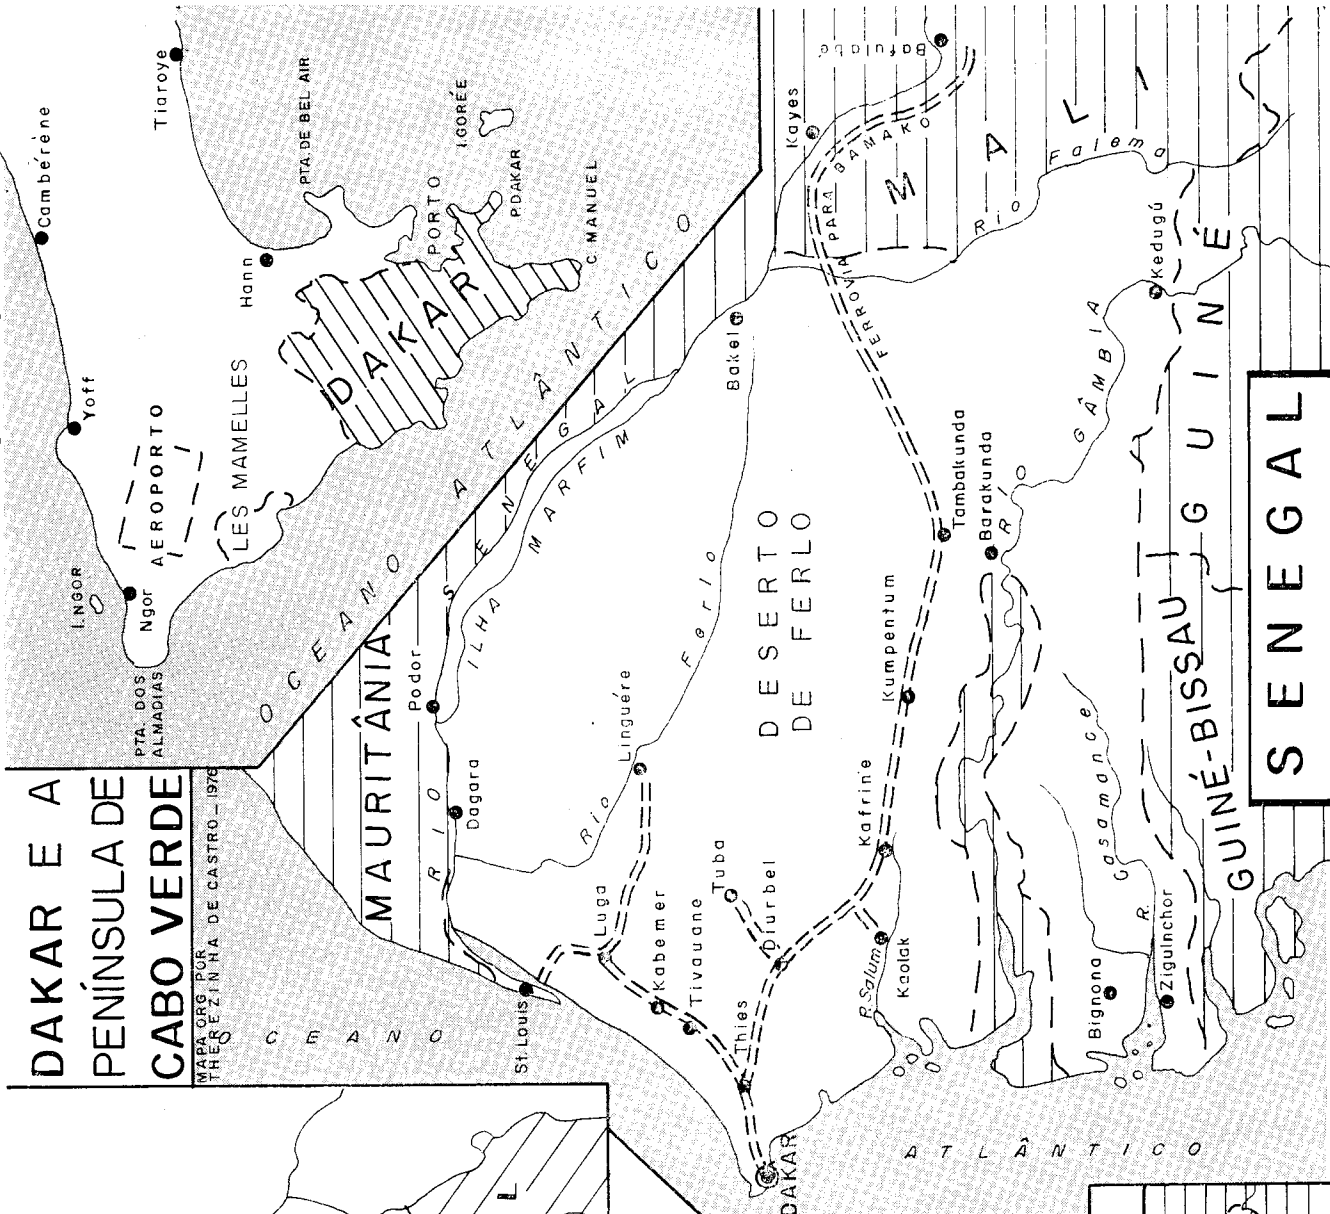 DAKAR E A
PENÍNSULA DE
CABO VERDE
MAPA ORG. POR
THEREZINHA DE CASTRO_1976
Cambéréne
Tiaroye
Yoff
Hann
PTA. DE BEL AIR
I.GORÉE
PORTO
P.DAKAR
C. MANUEL
DAKAR
LES MAMELLES
AEROPORTO
I.NGOR
Ngor
PTA. DOS
ALMADIAS
OCEANO ATLÂNTICO
MAURITÂNIA
RIO SENEGAL
ILHA MARFIM
Podor
Dagara
St.Louis
OCEANO
Luga
Linguére
Rio Ferlo
Kabemer
Tivauane
Thies
Tuba
Diurbel
DAKAR
DESERTO
DE FERLO
Bakel
Kayes
Bafulabé
FERROVIA PARA BAMAKO
MALI
Rio Falema
Kafrine
Kumpentum
Tambakunda
Barakunda
RÍO GÂMBIA
Kedugú
R.Salum
Kaolak
Bignona
Ziguinchor
R. Casamance
ATLÂNTICO
GUINÉ-BISSAU
GUINÉ
SENEGAL
L